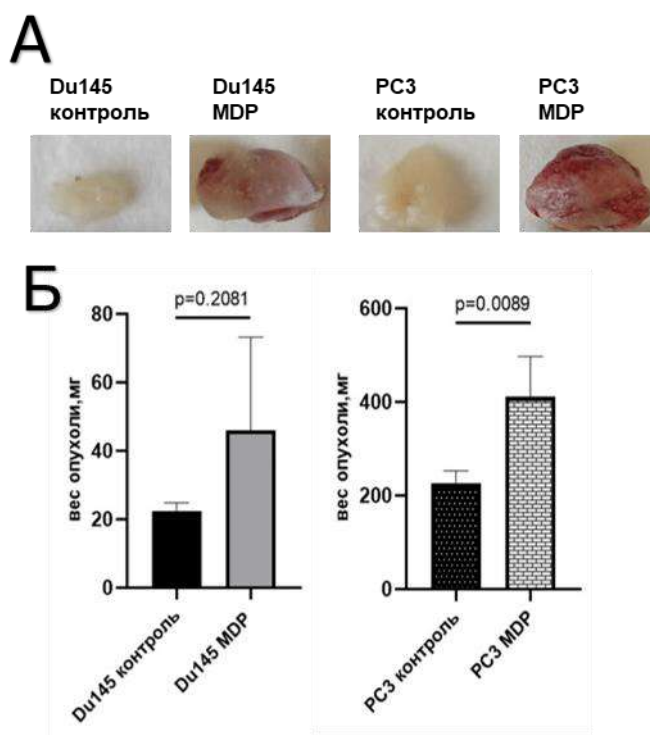 А
Du145
контроль
Du145
MDP
PC3
контроль
PC3
MDP
Б
p=0.2081
80
60
40
20
0
вес опухоли,мг
Du145 контроль
Du145 MDP
p=0.0089
600
400
200
0
вес опухоли,мг
PC3 контроль
PC3 MDP